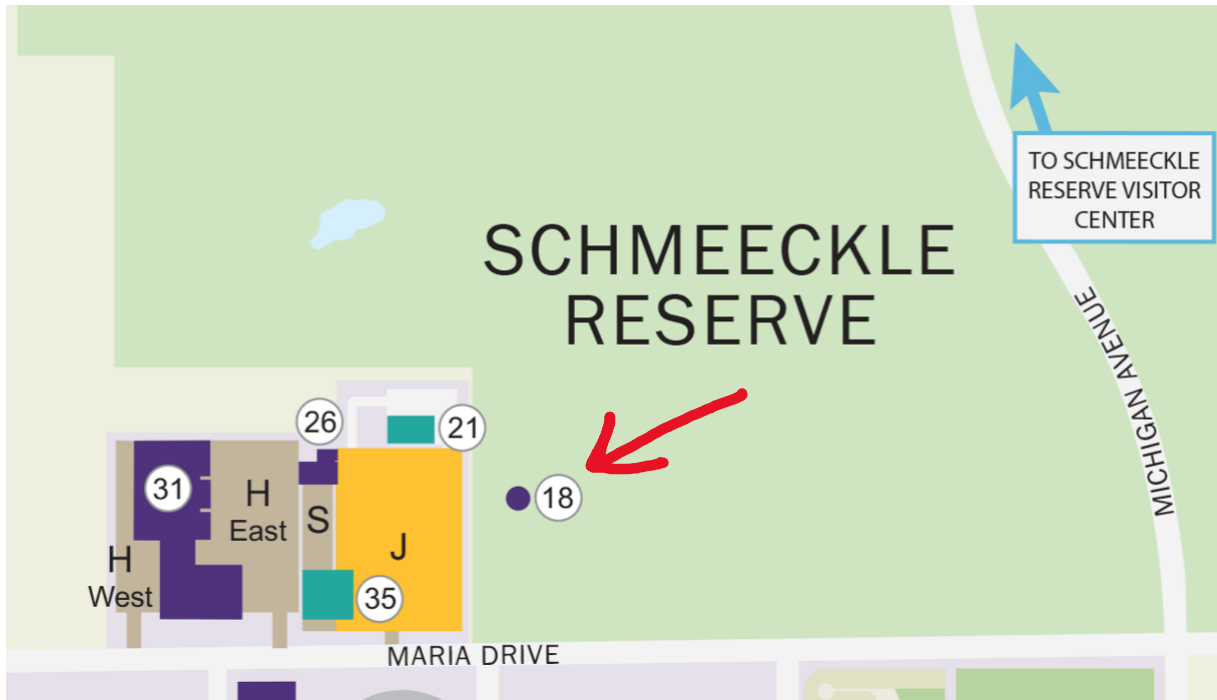 TO SCHMEECKLE
RESERVE VISITOR
CENTER
SCHMEECKLE
RESERVE
MICHIGAN AVENUE
26
21
31
H
East
S
J
18
H
West
35
MARIA DRIVE